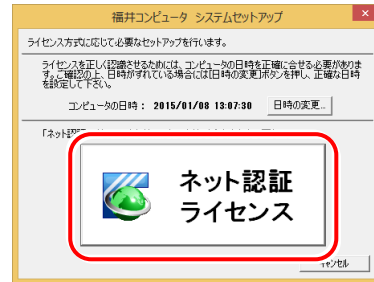 福井コンピュータ システムセットアップ
ライセンス方式に応じて必要なセットアップを行います。
ライセンスを正しく認識させるためには、コンピュータの日時を正確に合せる必要がありま
す。ご確認の上、日時がずれている場合には[日時の変更]ボタンを押し、正確な日時
を設定して下さい。
コンピュータの日時： 2015/01/08 13:07:30 日時の変更...
「ネット認証
ネット認証
ライセンス
キャンセル